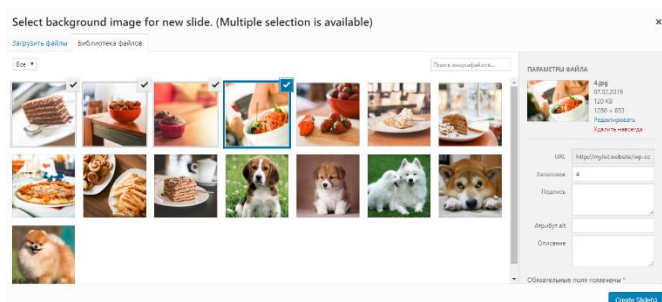 Select background image for new slide. (Multiple selection is available)
Загрузить файлы Библиотека файлов
Все
Поиск медиафайлов...
ПАРАМЕТРЫ ФАЙЛА
4.jpg
07.02.2019
120 KB
1280 × 853
Редактировать
Удалить навсегда
URL http://mylist.website/wp-co
Заголовок 4
Подпись
Атрибут alt
Описание
Обязательные поля помечены *
Create Slide(s)